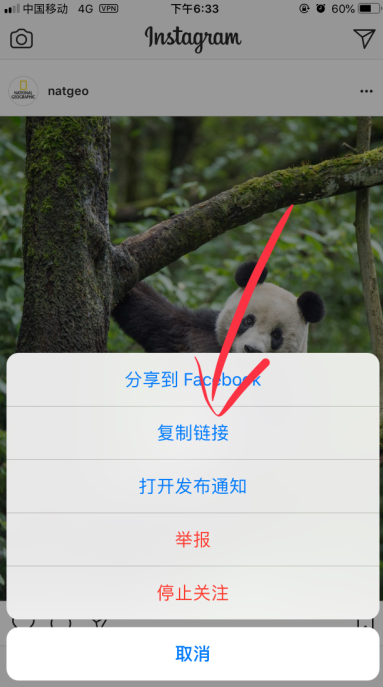 中国移动 4G VPN 下午6:33 60%
Instagram
NATIONAL GEOGRAPHIC
natgeo
分享到 Facebook
复制链接
打开发布通知
举报
停止关注
取消